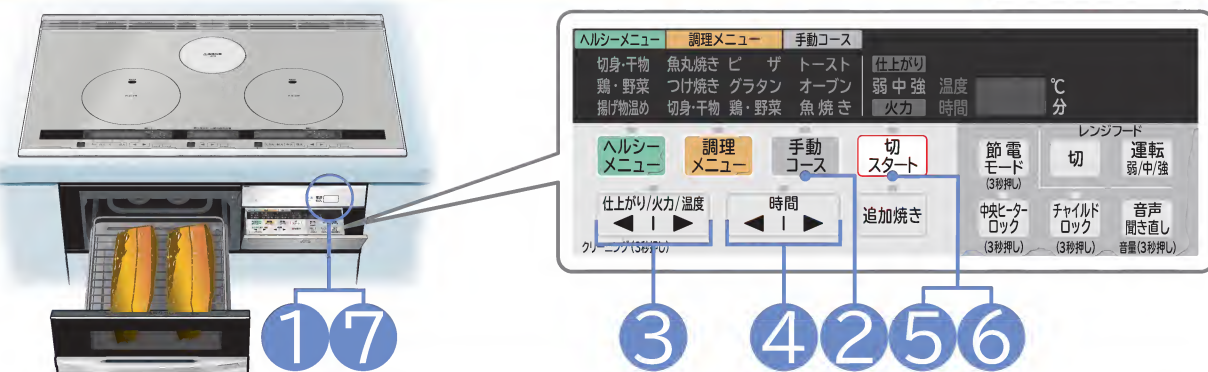 ヘルシーメニュー 調理メニュー 手動コース
切身・干物 魚丸焼き ピザ トースト 仕上がり
鶏・野菜 つけ焼き グラタン オーブン 弱 中 強 温度 ℃
揚げ物温め 切身・干物 鶏・野菜 魚焼き 火力 時間 分
レンジフード
ヘルシー
メニュー
調理
メニュー
手動
コース
切
スタート
節電
モード
(3秒押し)
切
運転
弱/中/強
仕上がり/火力/温度
◀ | ▶
クリーニング(3秒押し)
時間
◀ | ▶
追加焼き
中央ヒーター
ロック
(3秒押し)
チャイルド
ロック
(3秒押し)
音声
聞き直し
音量(3秒押し)
1 7 3 4 2 5 6